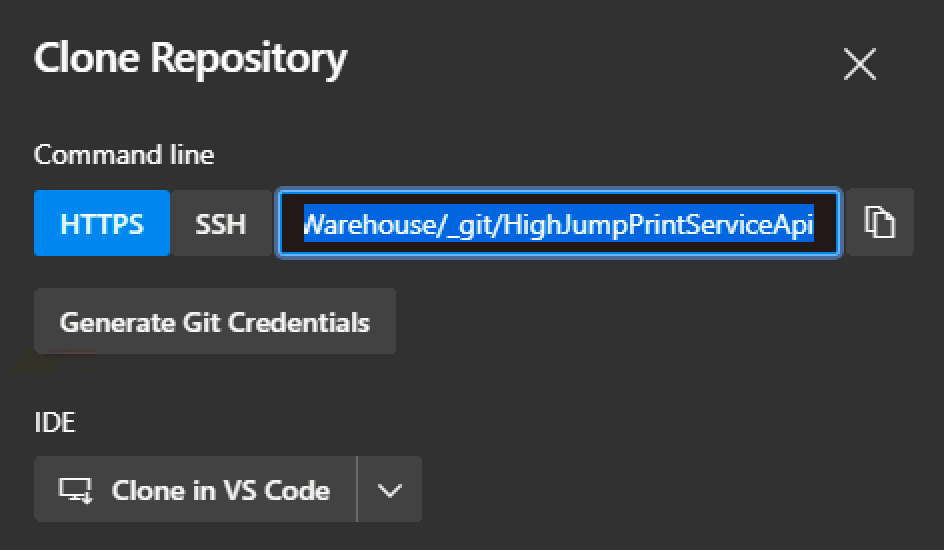 Clone Repository
Command line
HTTPS SSH Warehouse/_git/HighJumpPrintServiceApi
Generate Git Credentials
IDE
Clone in VS Code